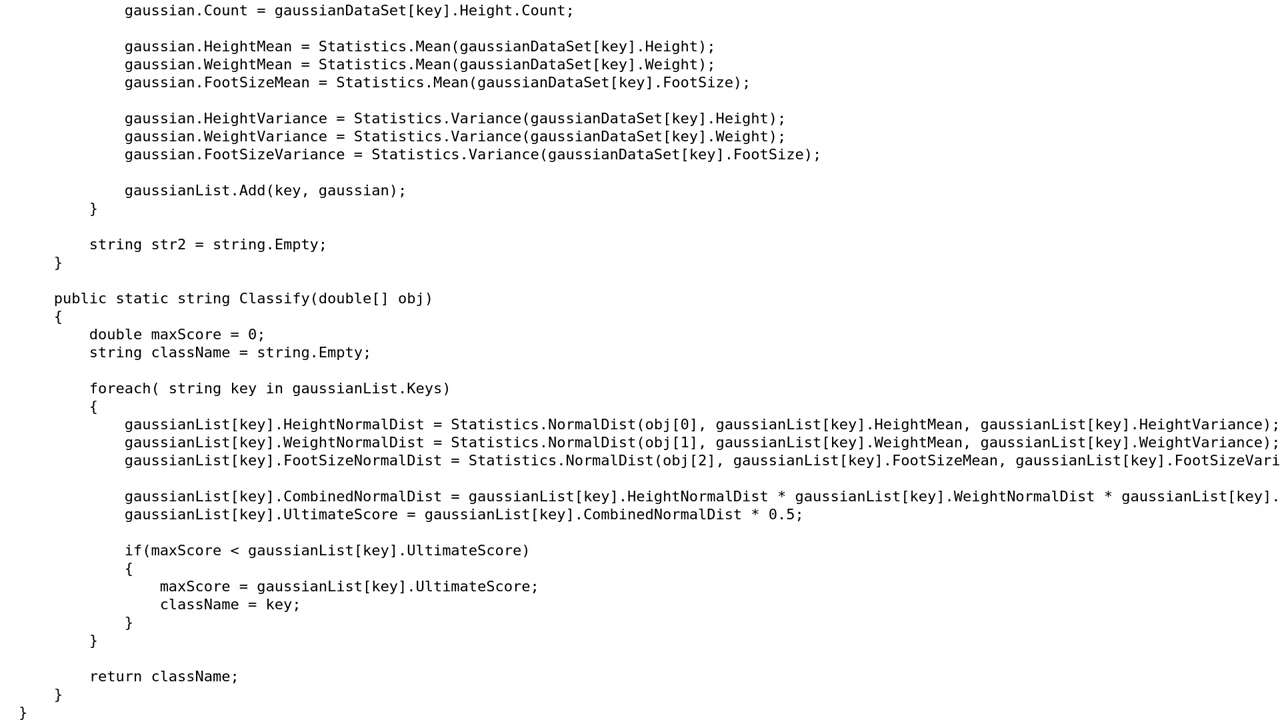 gaussian.Count = gaussianDataSet[key].Height.Count;
gaussian.HeightMean = Statistics.Mean(gaussianDataSet[key].Height);
gaussian.WeightMean = Statistics.Mean(gaussianDataSet[key].Weight);
gaussian.FootSizeMean = Statistics.Mean(gaussianDataSet[key].FootSize);
gaussian.HeightVariance = Statistics.Variance(gaussianDataSet[key].Height);
gaussian.WeightVariance = Statistics.Variance(gaussianDataSet[key].Weight);
gaussian.FootSizeVariance = Statistics.Variance(gaussianDataSet[key].FootSize);
gaussianList.Add(key, gaussian);
}
string str2 = string.Empty;
}
public static string Classify(double[] obj)
{
double maxScore = 0;
string className = string.Empty;
foreach( string key in gaussianList.Keys)
{
gaussianList[key].HeightNormalDist = Statistics.NormalDist(obj[0], gaussianList[key].HeightMean, gaussianList[key].HeightVariance);
gaussianList[key].WeightNormalDist = Statistics.NormalDist(obj[1], gaussianList[key].WeightMean, gaussianList[key].WeightVariance);
gaussianList[key].FootSizeNormalDist = Statistics.NormalDist(obj[2], gaussianList[key].FootSizeMean, gaussianList[key].FootSizeVari
gaussianList[key].CombinedNormalDist = gaussianList[key].HeightNormalDist * gaussianList[key].WeightNormalDist * gaussianList[key].
gaussianList[key].UltimateScore = gaussianList[key].CombinedNormalDist * 0.5;
if(maxScore < gaussianList[key].UltimateScore)
{
maxScore = gaussianList[key].UltimateScore;
className = key;
}
}
return className;
}
}